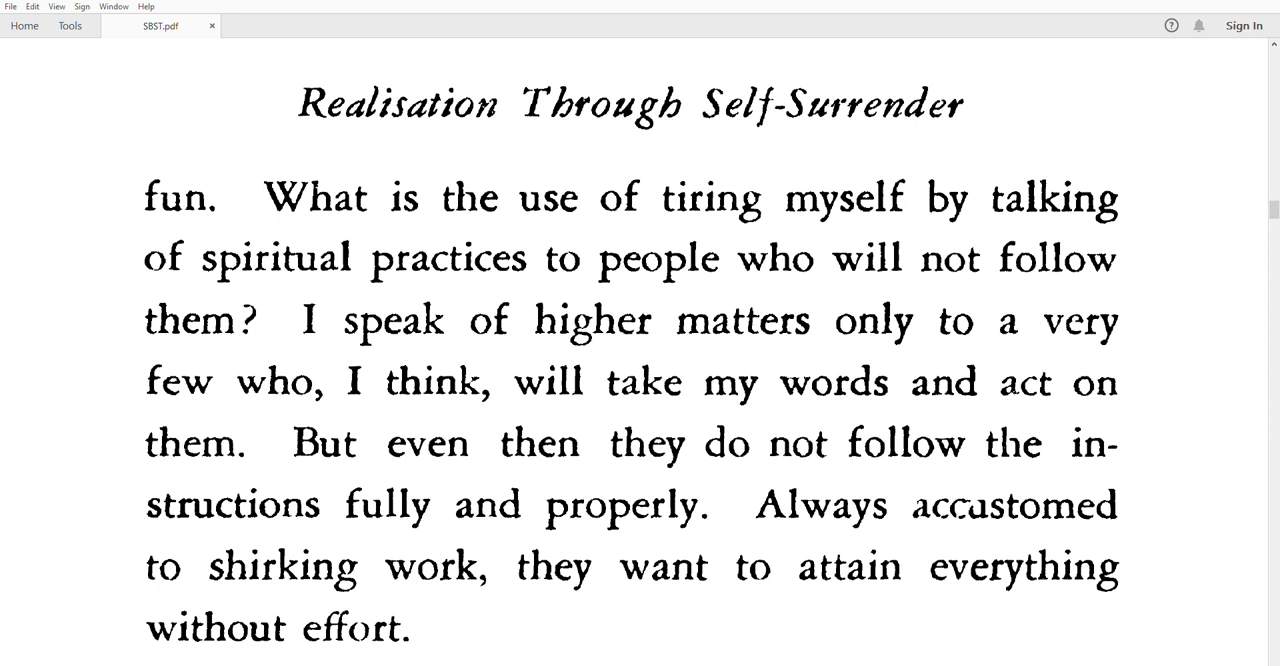 File Edit View Sign Window Help
Home Tools SBST.pdf × ? Sign In
Realisation Through Self-Surrender
fun. What is the use of tiring myself by talking
of spiritual practices to people who will not follow
them? I speak of higher matters only to a very
few who, I think, will take my words and act on
them. But even then they do not follow the in-
structions fully and properly. Always accustomed
to shirking work, they want to attain everything
without effort.